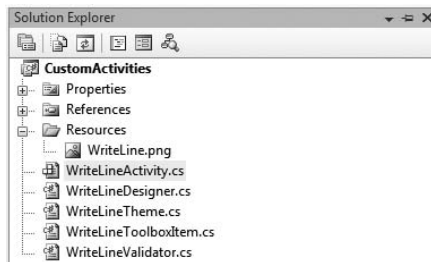 Solution Explorer
CustomActivities
Properties
References
Resources
WriteLine.png
WriteLineActivity.cs
WriteLineDesigner.cs
WriteLineTheme.cs
WriteLineToolboxItem.cs
WriteLineValidator.cs